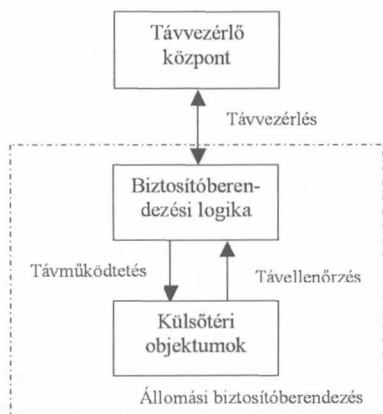 Távvezérlő
központ
Távvezérlés
Biztosítóberen-
dezési logika
Távműködtetés
Távellenőrzés
Külsőtéri
objektumok
Állomási biztosítóberendezés